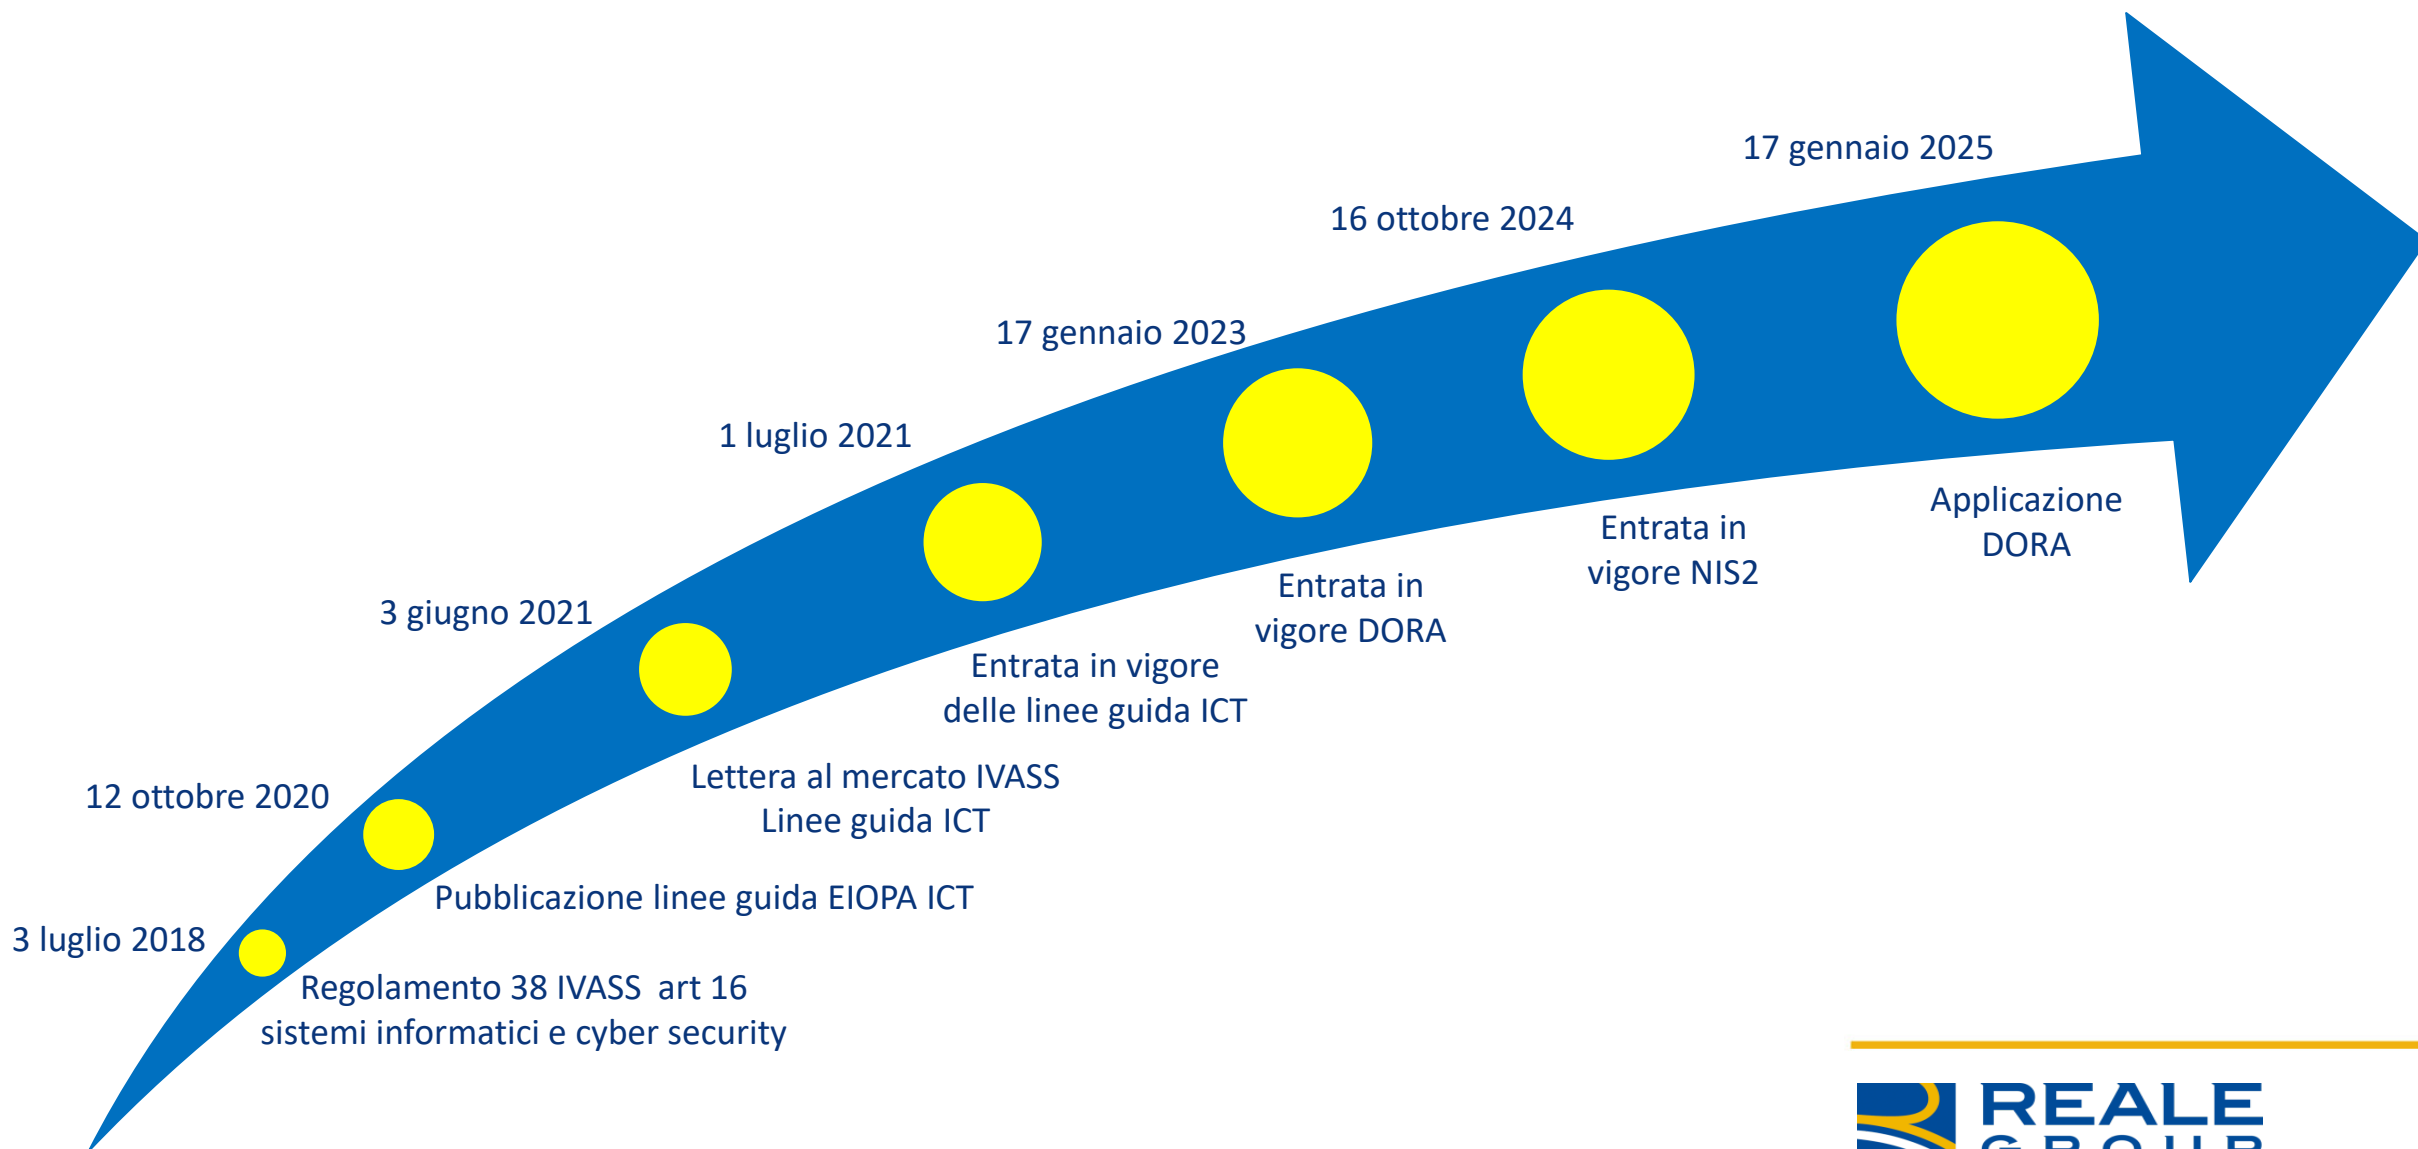 17 gennaio 2025
16 ottobre 2024
17 gennaio 2023
1 luglio 2021
3 giugno 2021
12 ottobre 2020
3 luglio 2018
Applicazione
DORA
Entrata in
vigore NIS2
Entrata in
vigore DORA
Entrata in vigore
delle linee guida ICT
Lettera al mercato IVASS
Linee guida ICT
Pubblicazione linee guida EIOPA ICT
Regolamento 38 IVASS  art 16
sistemi informatici e cyber security
REALE
GROUP